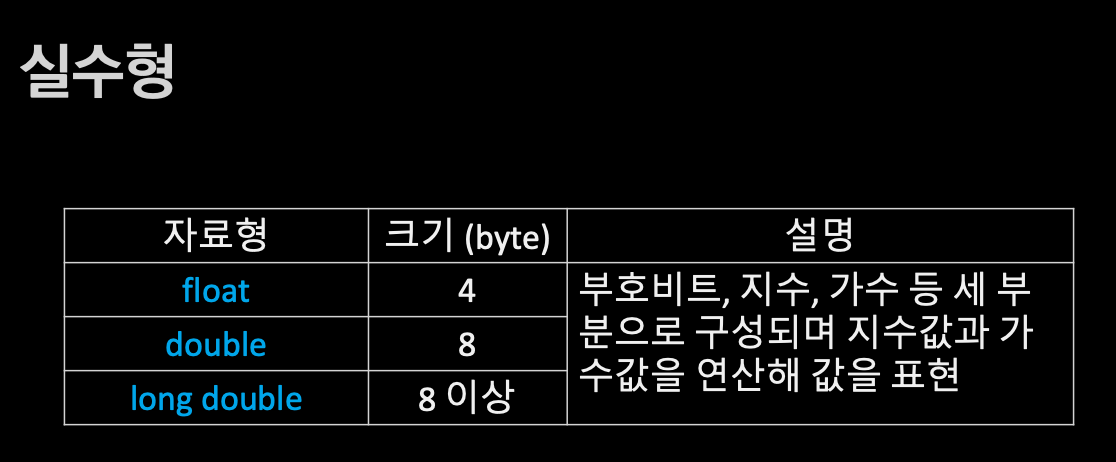 실수형
자료형 크기 (byte) 설명
float 4
double 8
long double 8 이상
부호비트, 지수, 가수 등 세 부
분으로 구성되며 지수값과 가
수값을 연산해 값을 표현